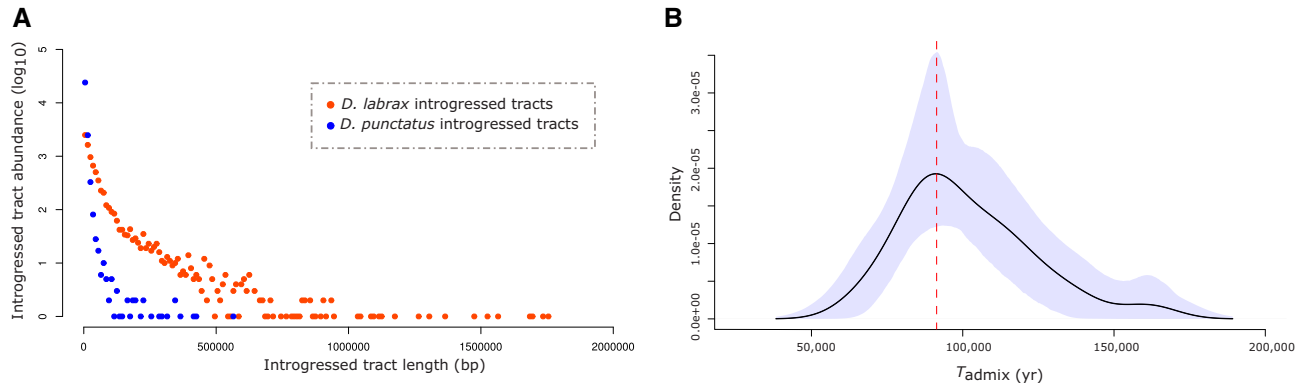 A
Introgressed tract abundance (log10)
5
4
3
2
1
0
D. labrax introgressed tracts
D. punctatus introgressed tracts
0
500000
1000000
1500000
2000000
Introgressed tract length (bp)
B
Density
3.0e-05
2.0e-05
1.0e-05
0.0e+00
50,000
100,000
150,000
200,000
Tadmix (yr)